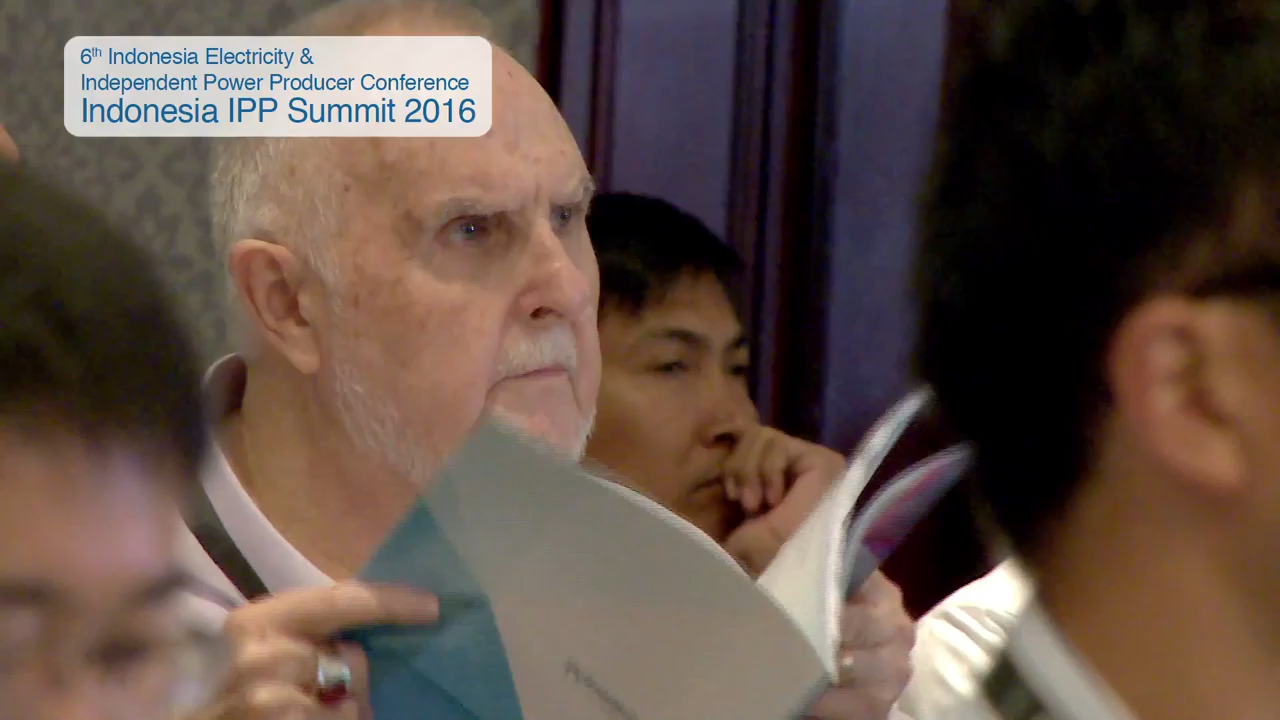 6th Indonesia Electricity &
Independent Power Producer Conference
Indonesia IPP Summit 2016